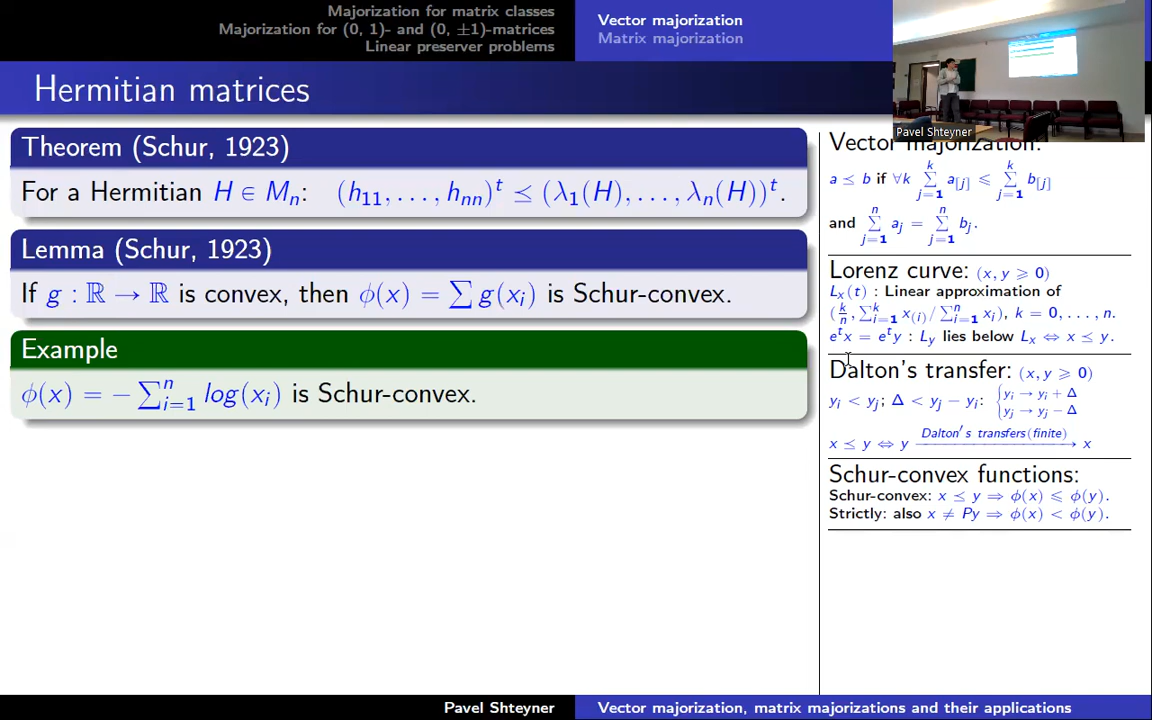 Majorization for matrix classes
Majorization for (0, 1)- and (0, ±1)-matrices
Linear preserver problems
Vector majorization
Matrix majorization
Hermitian matrices
Theorem (Schur, 1923)
For a Hermitian H ∈ Mₙ: (h₁₁, . . . , hₙₙ)ᵗ ≤ (λ₁(H), . . . , λₙ(H))ᵗ.
Lemma (Schur, 1923)
If g : ℝ → ℝ is convex, then ϕ(x) = ∑ g(xᵢ) is Schur-convex.
Example
ϕ(x) = − ∑ⁿᵢ₌₁ log(xᵢ) is Schur-convex.
Pavel Shteyner
Vector majorization:
a ≤ b if ∀k ∑ᵏⱼ₌₁ a[j] ⩽ ∑ᵏⱼ₌₁ b[j]
and ∑ⁿⱼ₌₁ aⱼ = ∑ⁿⱼ₌₁ bⱼ.
Lorenz curve: (x, y ⩾ 0)
Lₓ(t) : Linear approximation of
(k/n, ∑ᵏᵢ₌₁ x(i)/ ∑ⁿᵢ₌₁ xᵢ), k = 0, . . . , n.
eᵗx = eᵗy : L_y lies below Lₓ ⇔ x ≤ y.
Dalton's transfer: (x, y ⩾ 0)
yᵢ < yⱼ; Δ < yⱼ − yᵢ: { yᵢ → yᵢ + Δ
yⱼ → yⱼ − Δ
Dalton′s transfers(finite)
x ≤ y ⇔ y → x
Schur-convex functions:
Schur-convex: x ≤ y ⇒ ϕ(x) ⩽ ϕ(y).
Strictly: also x ≠ Py ⇒ ϕ(x) < ϕ(y).
Pavel Shteyner
Vector majorization, matrix majorizations and their applications